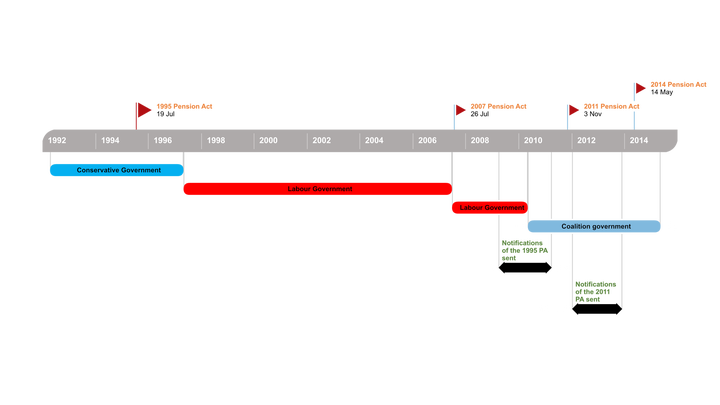 2014 Pension Act
14 May
1995 Pension Act
19 Jul
2007 Pension Act
26 Jul
2011 Pension Act
3 Nov
1992 1994 1996 1998 2000 2002 2004 2006 2008 2010 2012 2014
Conservative Government
Labour Government
Labour Government
Coalition government
Notifications
of the 1995 PA
sent
Notifications
of the 2011
PA sent